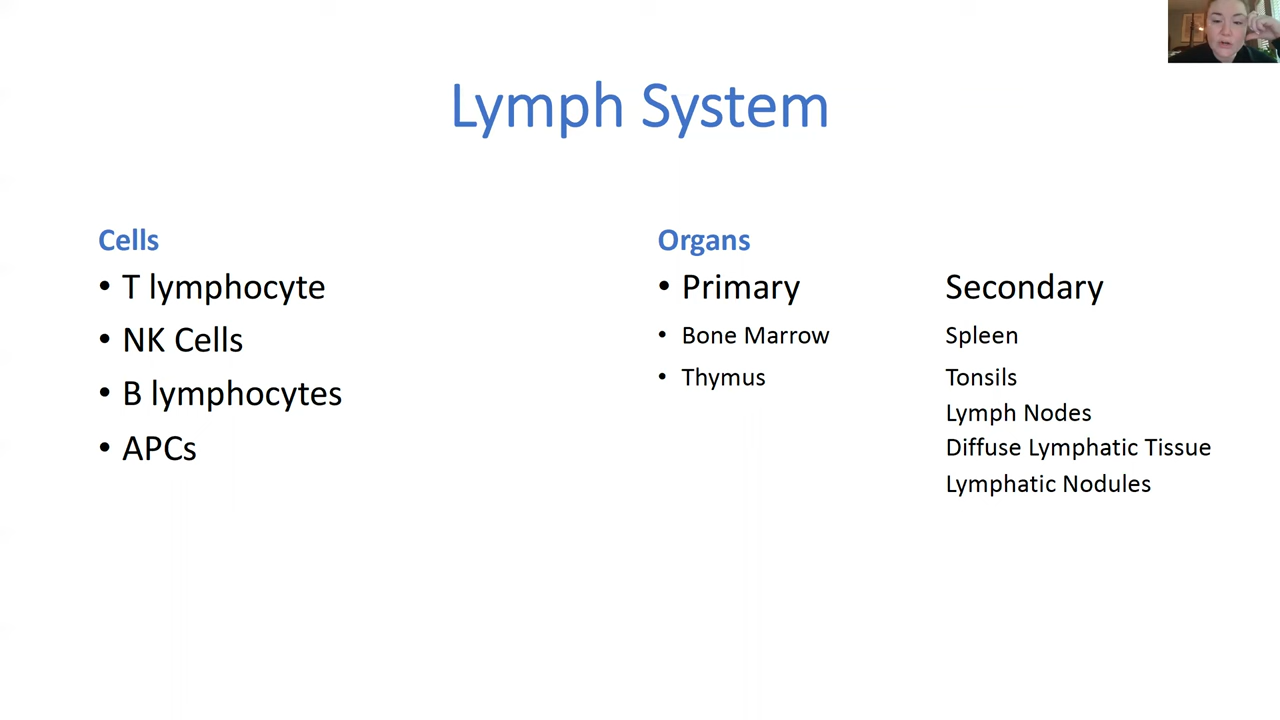 Lymph System
Cells
• T lymphocyte
• NK Cells
• B lymphocytes
• APCs
Organs
• Primary
• Bone Marrow
• Thymus
Secondary
Spleen
Tonsils
Lymph Nodes
Diffuse Lymphatic Tissue
Lymphatic Nodules